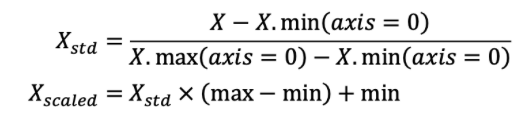 X_std = (X − X.min(axis = 0)) / (X.max(axis = 0) − X.min(axis = 0))
X_scaled = X_std × (max − min) + min